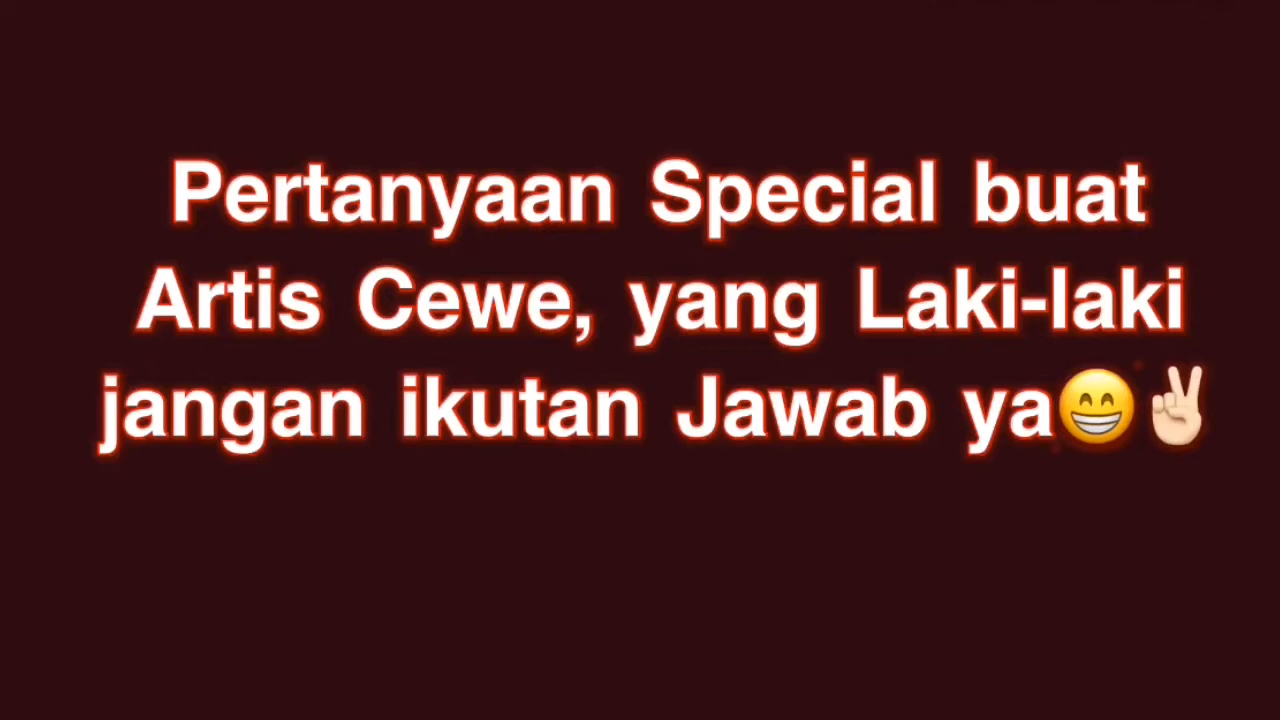 Pertanyaan Special buat
Artis Cewe, yang Laki-laki
jangan ikutan Jawab ya😁✌🏻